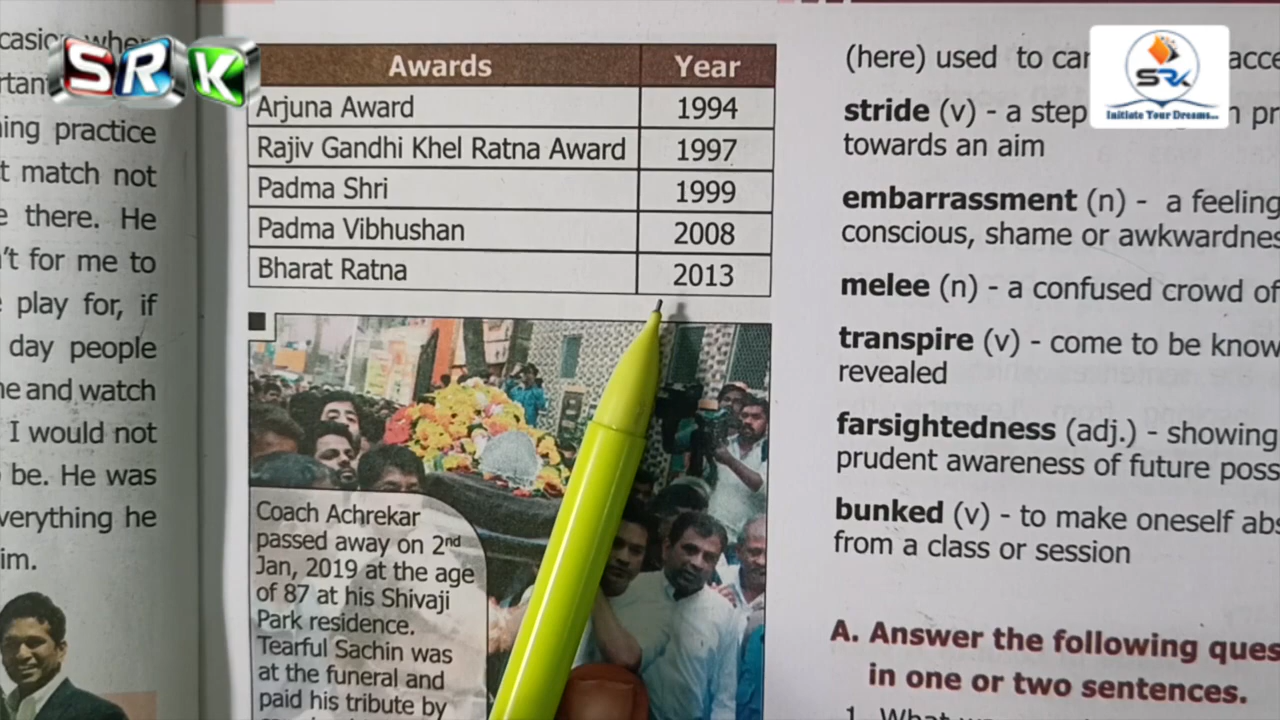 SRK
casion when
ing practice
t match not
there. He
't for me to
play for, if
day people
e and watch
I would not
be. He was
verything he
im.
Awards Year
Arjuna Award 1994
Rajiv Gandhi Khel Ratna Award 1997
Padma Shri 1999
Padma Vibhushan 2008
Bharat Ratna 2013
Coach Achrekar
passed away on 2nd
Jan, 2019 at the age
of 87 at his Shivaji
Park residence.
Tearful Sachin was
at the funeral and
paid his tribute by
SRK
Initiate Your Dreams...
(here) used to car acce
stride (v) - a step pr
towards an aim
embarrassment (n) - a feeling
conscious, shame or awkwardnes
melee (n) - a confused crowd of
transpire (v) - come to be know
revealed
farsightedness (adj.) - showing
prudent awareness of future poss
bunked (v) - to make oneself abs
from a class or session
A. Answer the following ques
in one or two sentences.